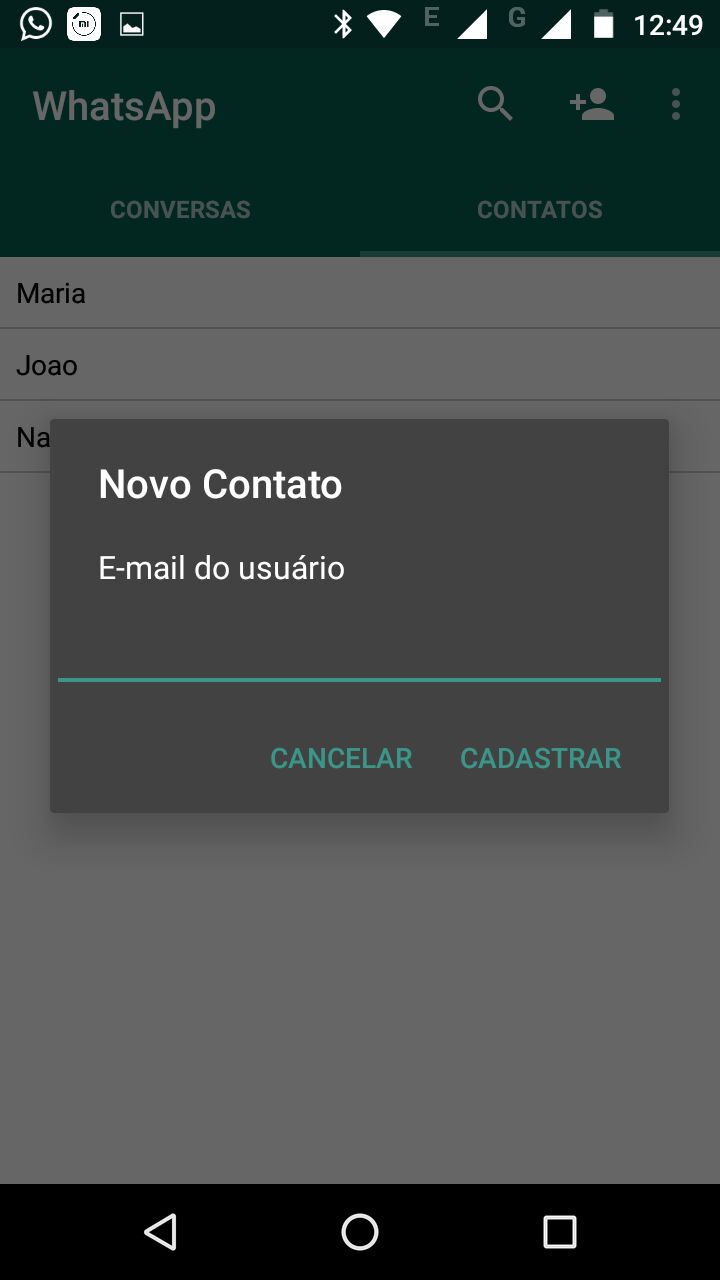 E G 12:49
WhatsApp
CONVERSAS CONTATOS
Maria
Joao
Na
Novo Contato
E-mail do usuário
CANCELAR CADASTRAR